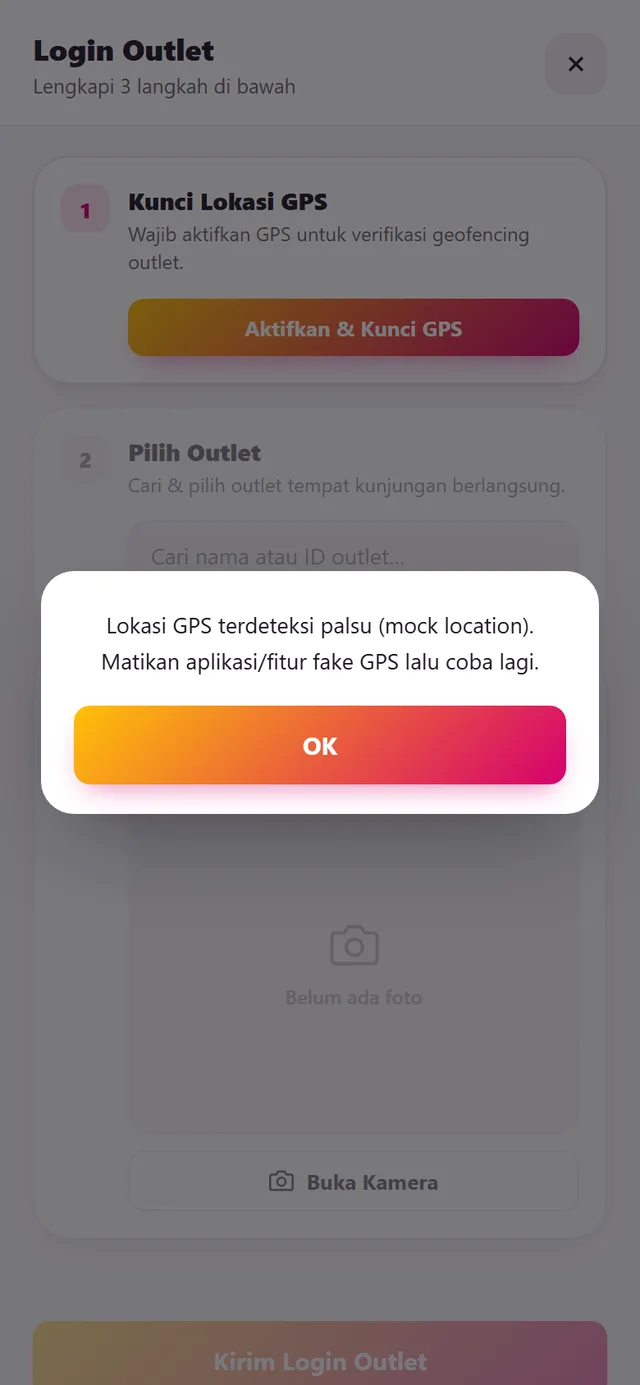 Login Outlet
Lengkapi 3 langkah di bawah
1
Kunci Lokasi GPS
Wajib aktifkan GPS untuk verifikasi geofencing
outlet.
Aktifkan & Kunci GPS
2
Pilih Outlet
Cari & pilih outlet tempat kunjungan berlangsung.
Cari nama atau ID outlet...
Lokasi GPS terdeteksi palsu (mock location).
Matikan aplikasi/fitur fake GPS lalu coba lagi.
OK
Belum ada foto
Buka Kamera
Kirim Login Outlet